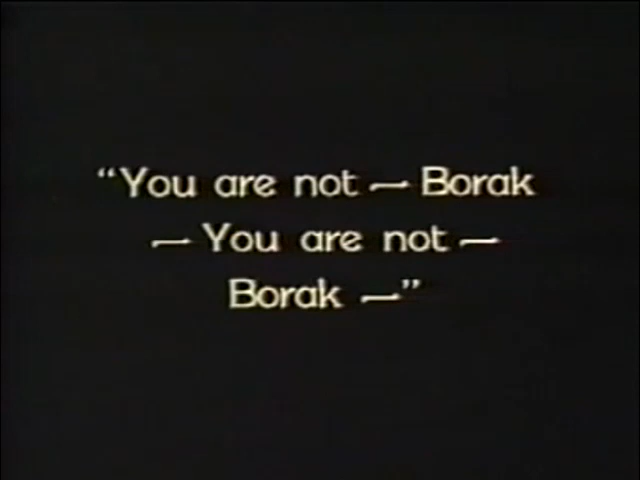 “You are not — Borak
— You are not —
Borak —”